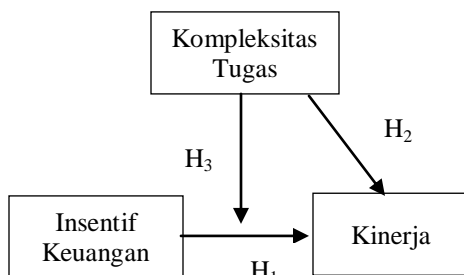 Kompleksitas
Tugas
H₂
H₃
Insentif
Keuangan
Kinerja
H₁